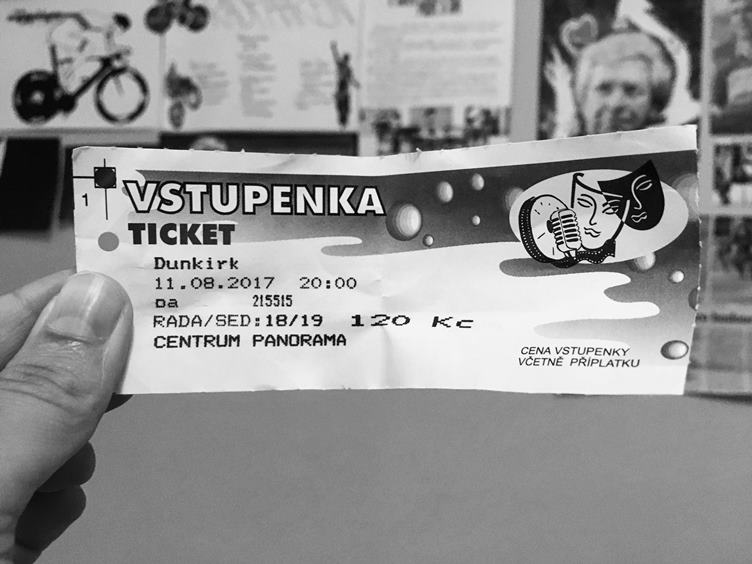 1
VSTUPENKA
TICKET
Dunkirk
11.08.2017 20:00
pa 215515
RADA/SED:18/19 120 Kc
CENTRUM PANORAMA
CENA VSTUPENKY
VČETNĚ PŘÍPLATKU